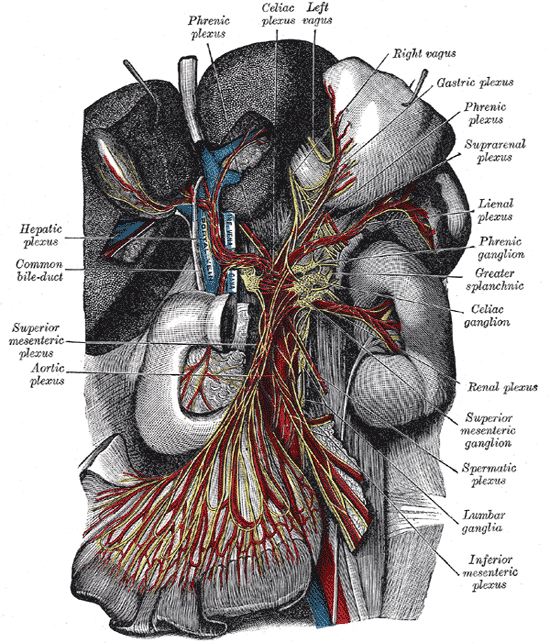 Celiac Left
plexus vagus
Phrenic
plexus
Right vagus
Gastric plexus
Phrenic
plexus
Suprarenal
plexus
Lienal
plexus
Hepatic
plexus
Phrenic
ganglion
Common
bile-duct
Greater
splanchnic
Celiac
ganglion
Superior
mesenteric
plexus
Aortic
plexus
Renal plexus
Superior
mesenteric
ganglion
Spermatic
plexus
Lumbar
ganglia
Inferior
mesenteric
plexus